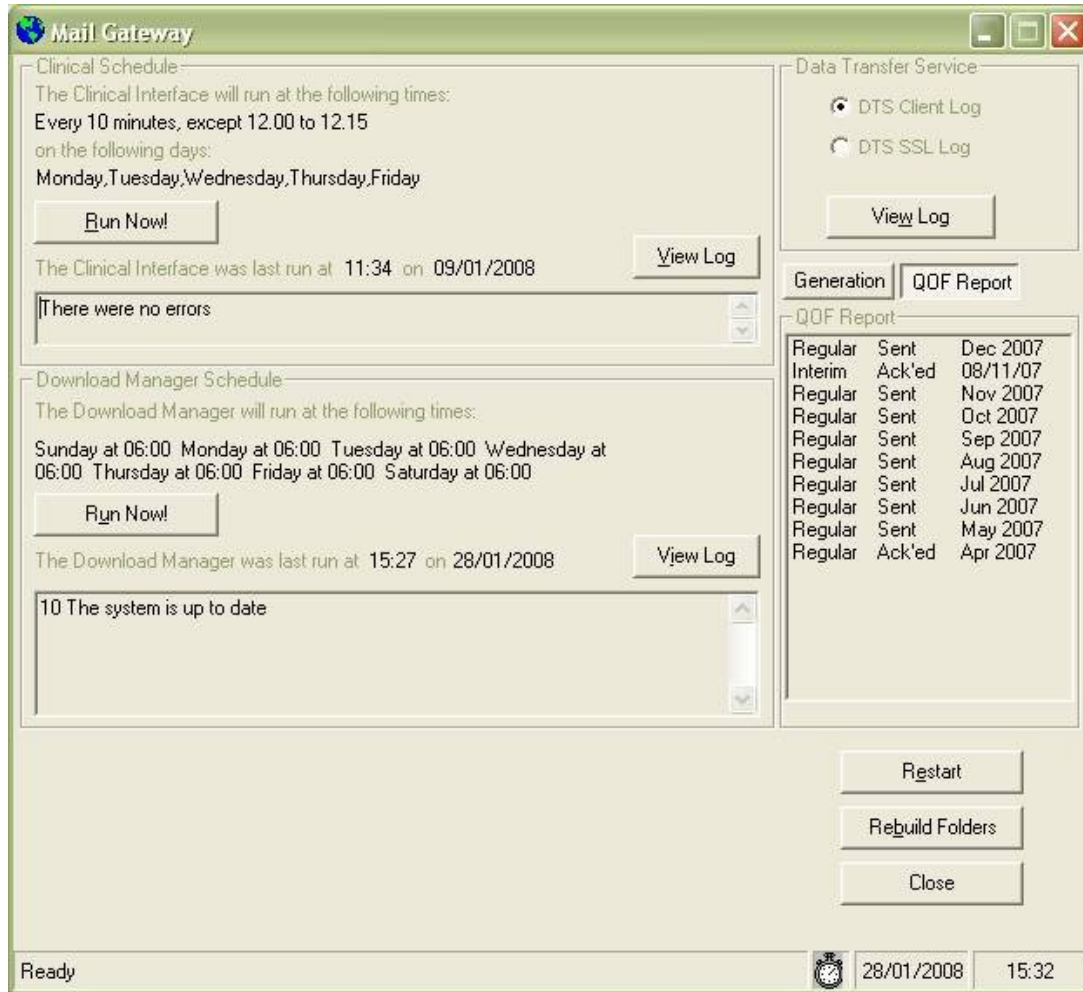 Mail Gateway
Clinical Schedule
The Clinical Interface will run at the following times:
Every 10 minutes, except 12.00 to 12.15
on the following days:
Monday,Tuesday,Wednesday,Thursday,Friday
Run Now!
View Log
The Clinical Interface was last run at 11:34 on 09/01/2008
There were no errors
Download Manager Schedule
The Download Manager will run at the following times:
Sunday at 06:00 Monday at 06:00 Tuesday at 06:00 Wednesday at
06:00 Thursday at 06:00 Friday at 06:00 Saturday at 06:00
Run Now!
View Log
The Download Manager was last run at 15:27 on 28/01/2008
10 The system is up to date
Data Transfer Service
DTS Client Log
DTS SSL Log
View Log
Generation QOF Report
QOF Report
Regular Sent Dec 2007
Interim Ack'ed 08/11/07
Regular Sent Nov 2007
Regular Sent Oct 2007
Regular Sent Sep 2007
Regular Sent Aug 2007
Regular Sent Jul 2007
Regular Sent Jun 2007
Regular Sent May 2007
Regular Ack'ed Apr 2007
Restart
Rebuild Folders
Close
Ready 28/01/2008 15:32